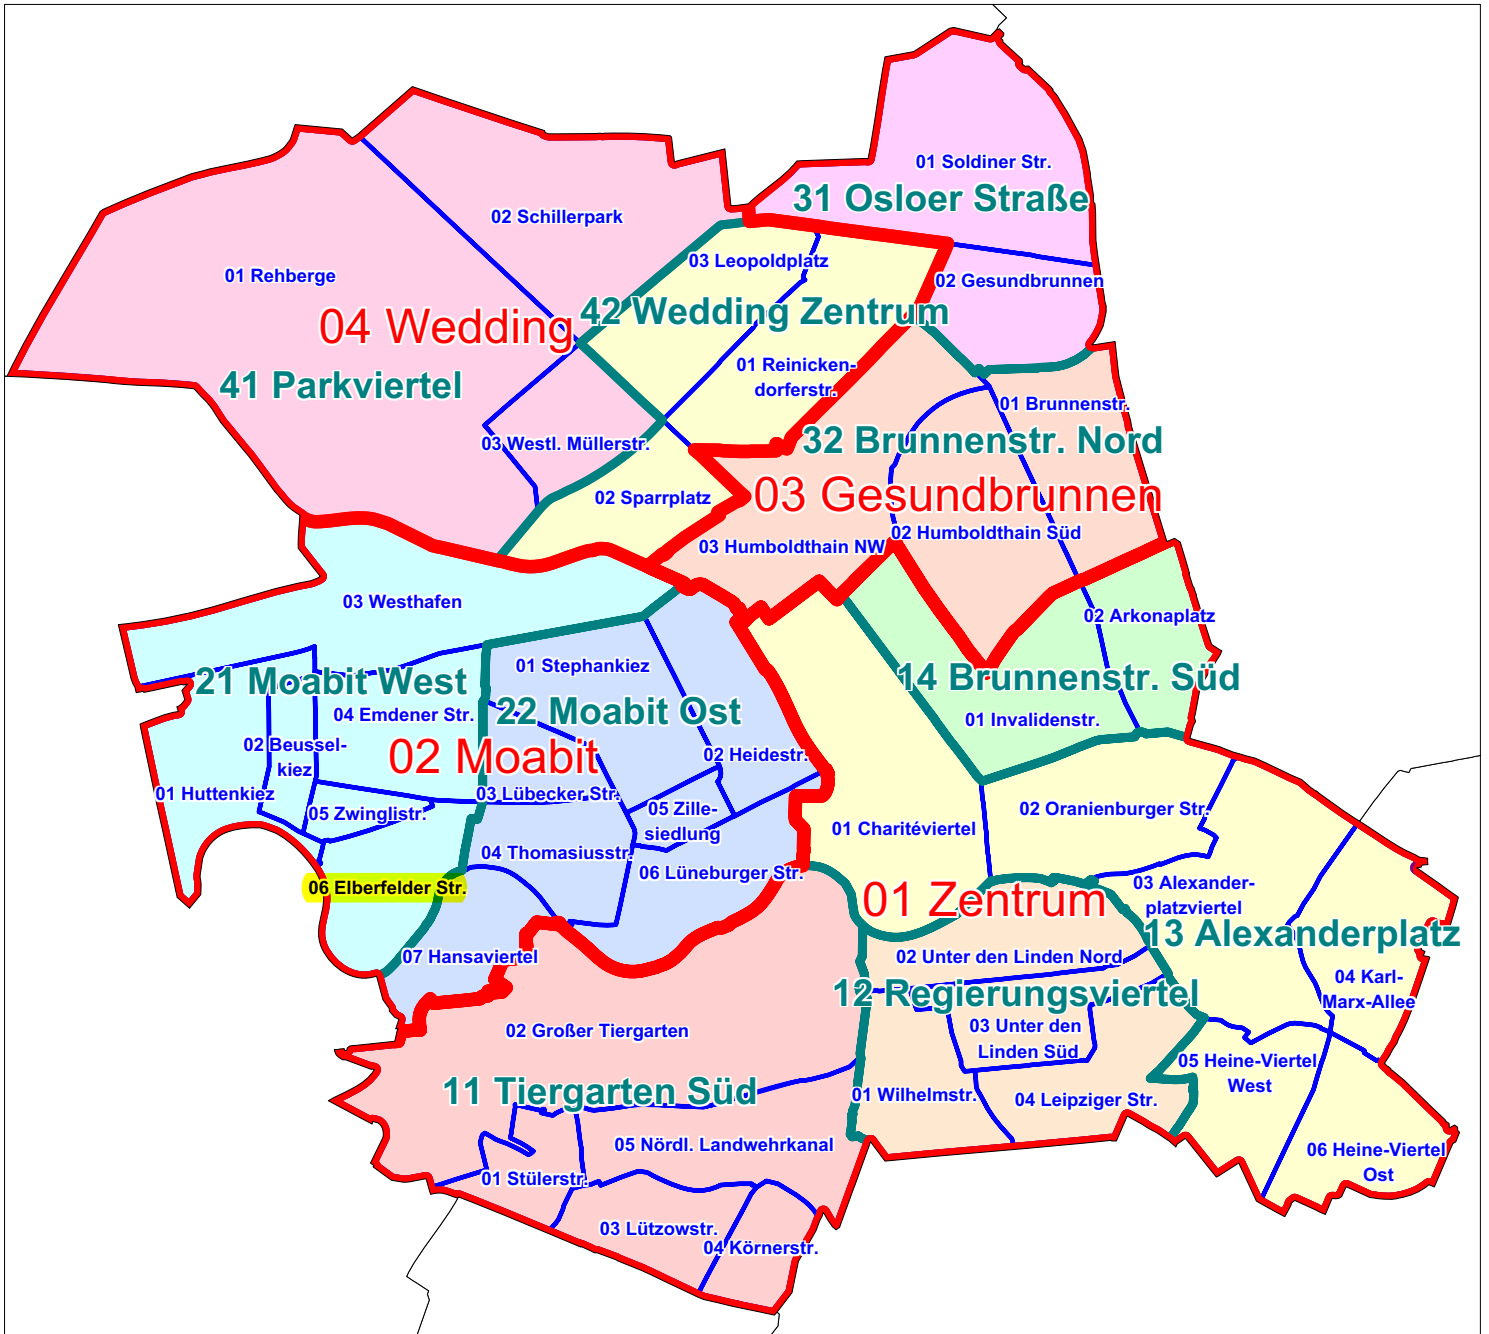 01 Soldiner Str.
31 Osloer Straße
02 Schillerpark
03 Leopoldplatz
01 Rehberge
02 Gesundbrunnen
42 Wedding Zentrum
04 Wedding
01 Reinicken-
dorferstr.
41 Parkviertel
01 Brunnenstr.
03 Westl. Müllerstr.
32 Brunnenstr. Nord
02 Sparrplatz
03 Gesundbrunnen
02 Humboldthain Süd
03 Humboldthain NW
03 Westhafen
02 Arkonaplatz
01 Stephankiez
21 Moabit West
14 Brunnenstr. Süd
04 Emdener Str.
22 Moabit Ost
01 Invalidenstr.
02 Beussel-
kiez
02 Moabit
02 Heidestr.
01 Huttenkiez
03 Lübecker Str.
05 Zwinglistr.
05 Zille-
siedlung
02 Oranienburger Str.
01 Charitéviertel
04 Thomasiusstr.
06 Lüneburger Str.
06 Elberfelder Str.
03 Alexander-
platzviertel
01 Zentrum
13 Alexanderplatz
07 Hansaviertel
02 Unter den Linden Nord
04 Karl-
Marx-Allee
12 Regierungsviertel
02 Großer Tiergarten
03 Unter den
Linden Süd
05 Heine-Viertel
West
11 Tiergarten Süd
01 Wilhelmstr.
04 Leipziger Str.
05 Nördl. Landwehrkanal
06 Heine-Viertel
Ost
01 Stülerstr.
03 Lützowstr.
04 Körnerstr.